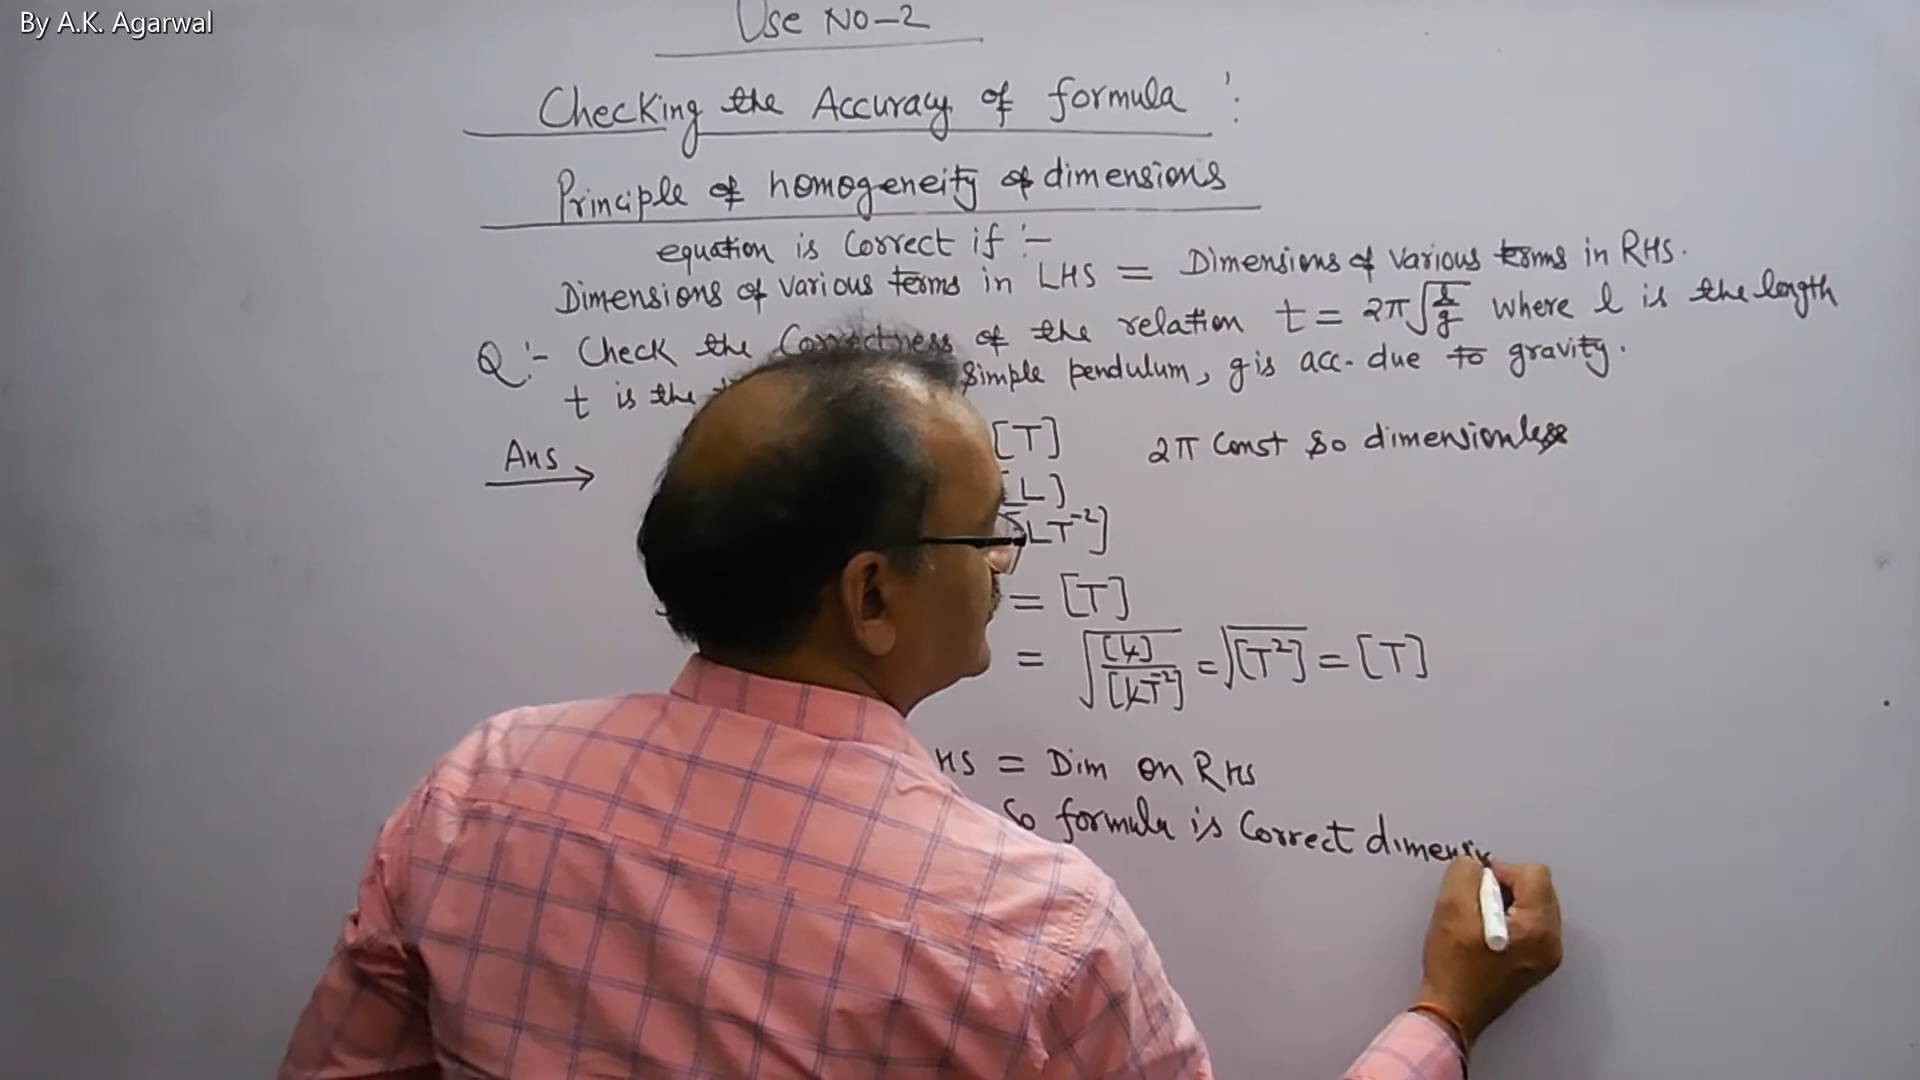 By A.K. Agarwal
Use No-2
Checking the Accuracy of formula :
Principle of homogeneity of dimensions
equation is Correct if :-
Dimensions of various terms in LHS = Dimensions of various terms in RHS.
Q :- Check the Correctness of the relation t = 2π√(l/g) where l is the length
t is the simple pendulum, g is acc. due to gravity.
Ans [T] 2π Const so dimensionless
[L]
[LT⁻²]
= [T]
= √([L]/[LT⁻²]) = √[T²] = [T]
HS = Dim on RHS
So formula is Correct dimensi